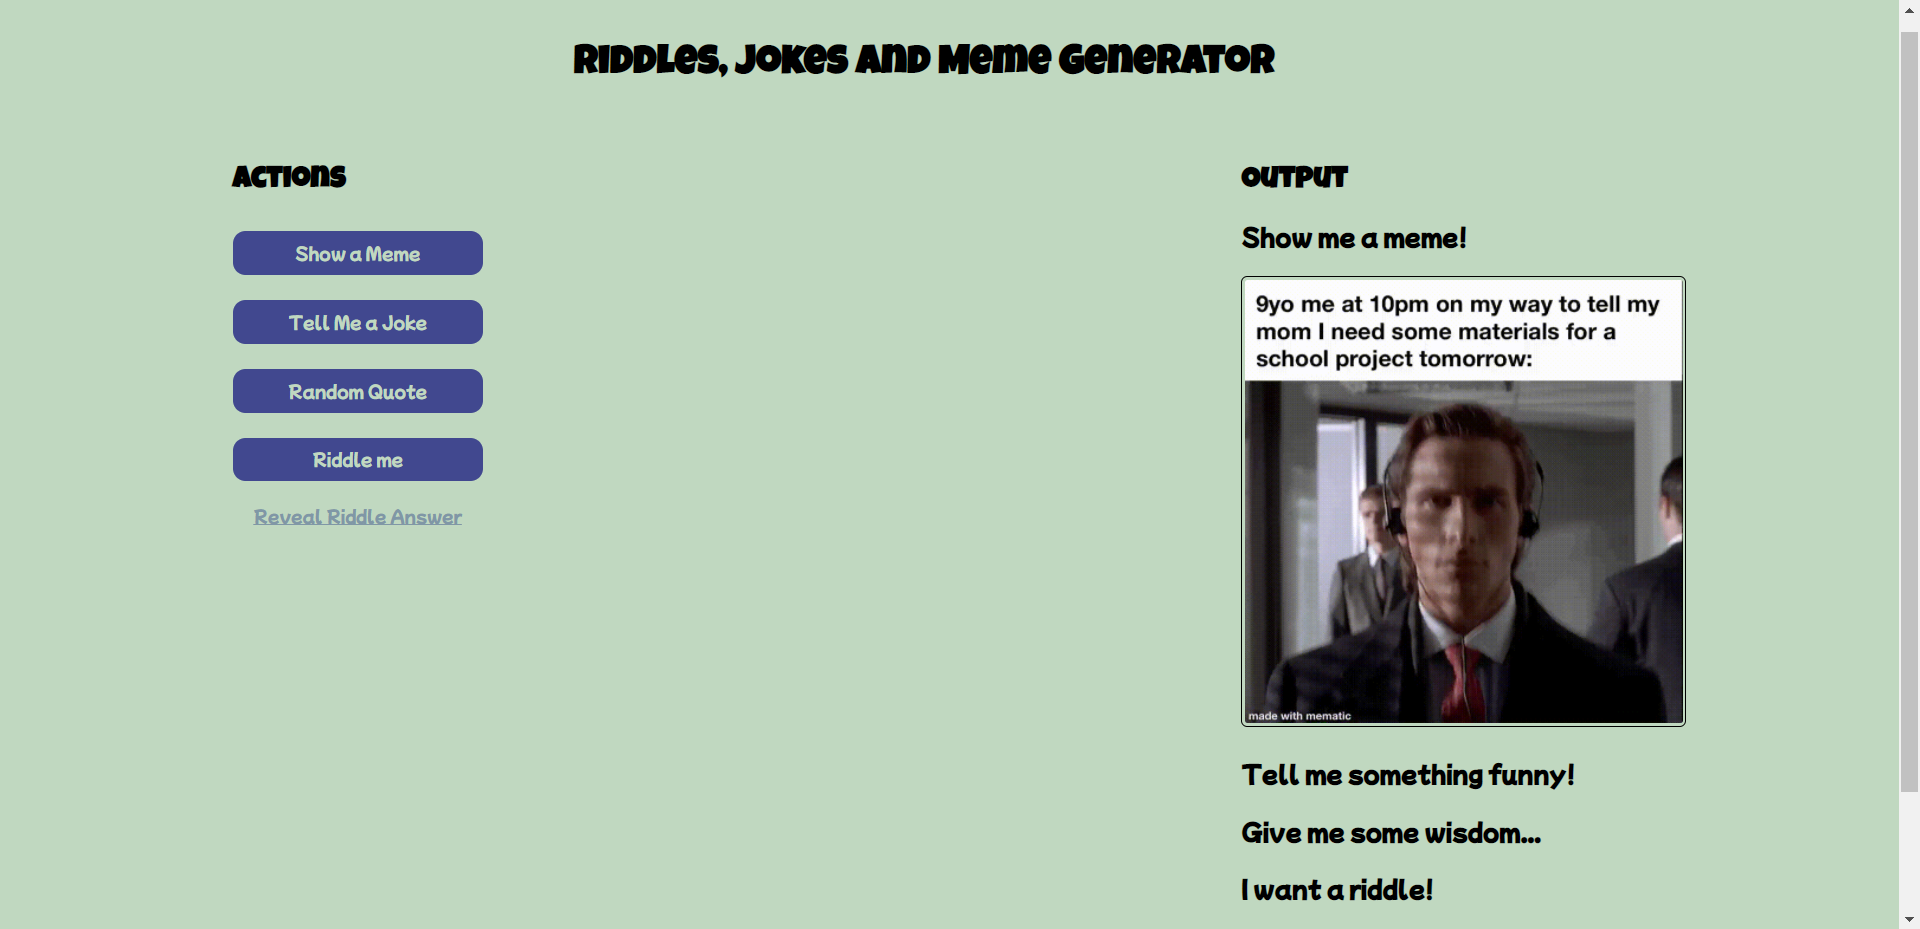 Riddles, Jokes and Meme Generator
Actions
Show a Meme
Tell Me a Joke
Random Quote
Riddle me
Reveal Riddle Answer
Output
Show me a meme!
9yo me at 10pm on my way to tell my
mom I need some materials for a
school project tomorrow:
made with mematic
Tell me something funny!
Give me some wisdom...
I want a riddle!